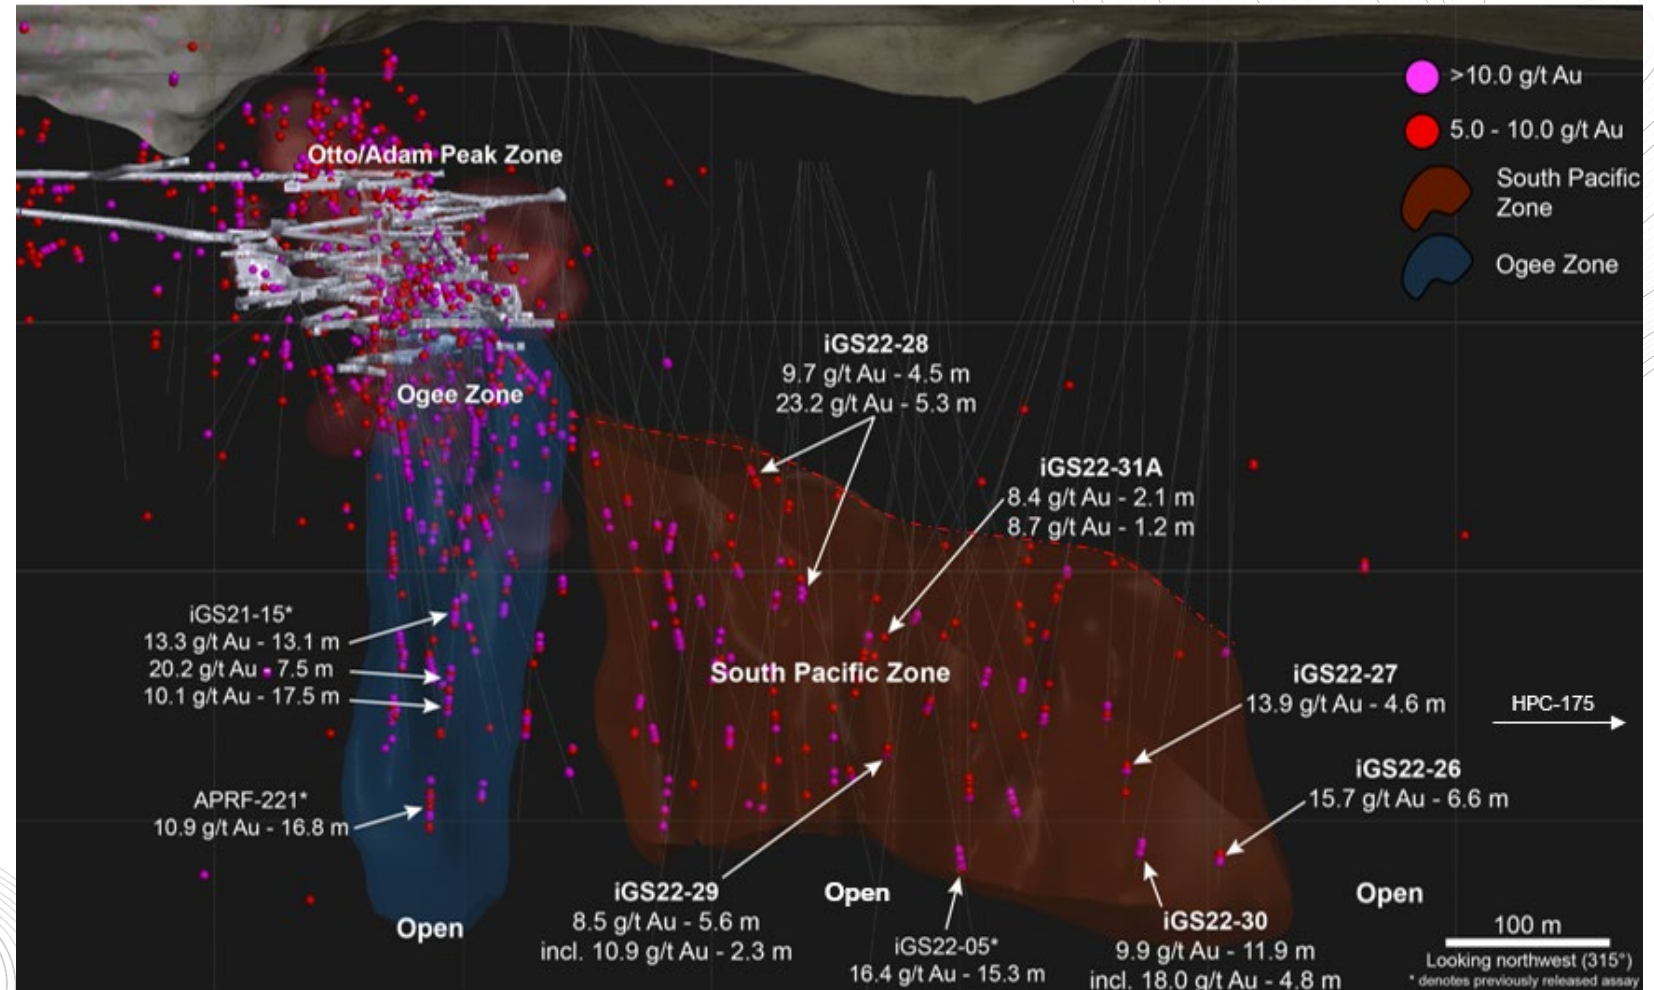 >10.0 g/t Au
5.0 - 10.0 g/t Au
South Pacific
Zone
Ogee Zone
Otto/Adam Peak Zone
Ogee Zone
iGS22-28
9.7 g/t Au - 4.5 m
23.2 g/t Au - 5.3 m
iGS22-31A
8.4 g/t Au - 2.1 m
8.7 g/t Au - 1.2 m
iGS21-15*
13.3 g/t Au - 13.1 m
20.2 g/t Au - 7.5 m
10.1 g/t Au - 17.5 m
South Pacific Zone
iGS22-27
13.9 g/t Au - 4.6 m
HPC-175
iGS22-26
15.7 g/t Au - 6.6 m
APRF-221*
10.9 g/t Au - 16.8 m
Open
iGS22-29
8.5 g/t Au - 5.6 m
incl. 10.9 g/t Au - 2.3 m
Open
iGS22-05*
16.4 g/t Au - 15.3 m
iGS22-30
9.9 g/t Au - 11.9 m
incl. 18.0 g/t Au - 4.8 m
Open
100 m
Looking northwest (315°)
* denotes previously released assay